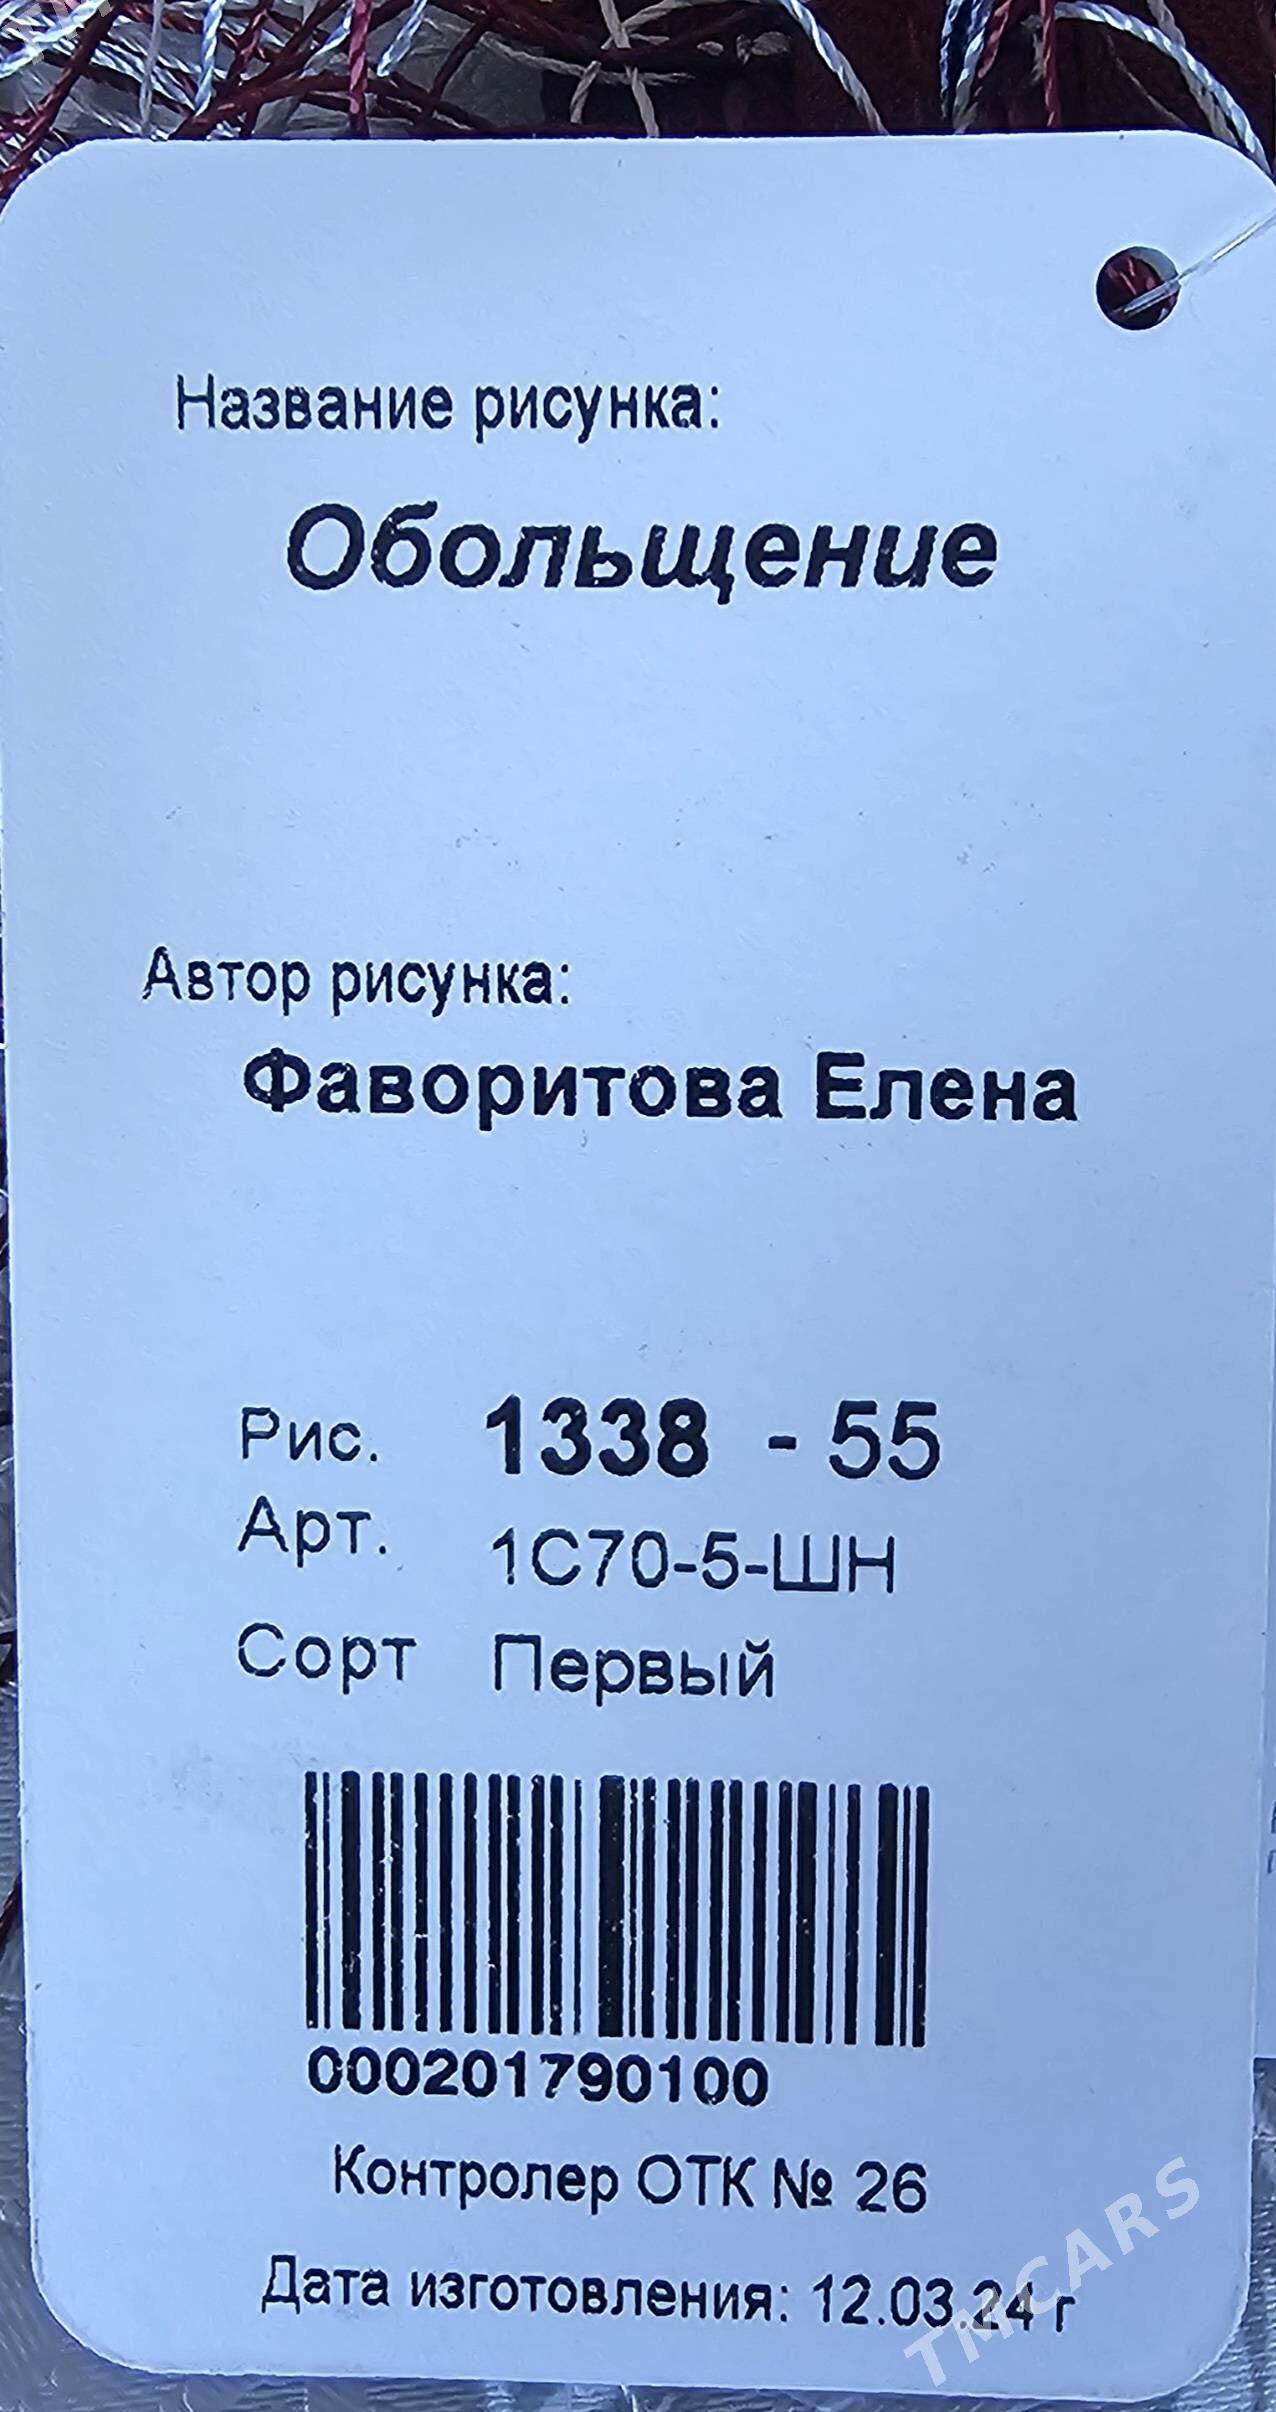 Название рисунка:
Обольщение
Автор рисунка:
Фаворитова Елена
Рис. 1338 - 55
Арт. 1С70-5-ШН
Сорт Первый
000201790100
Контролер ОТК № 26
Дата изготовления: 12.03.24 г
TMCARS